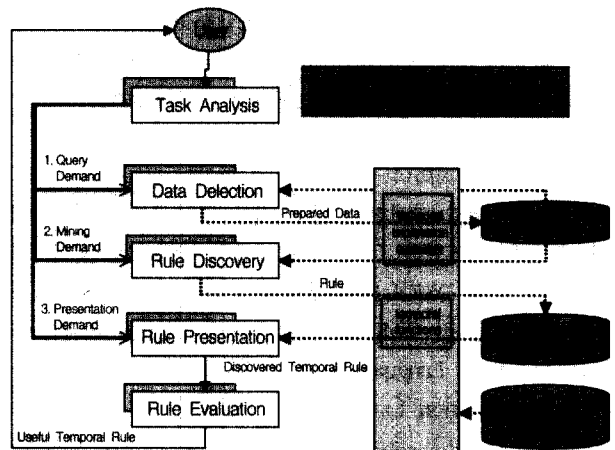 Task Analysis
1. Query
Demand
Data Delection
Prepared Data
2. Mining
Demand
Rule Discovery
Rule
3. Presentation
Demand
Rule Presentation
Discovered Temporal Rule
Rule Evaluation
Useful Temporal Rule